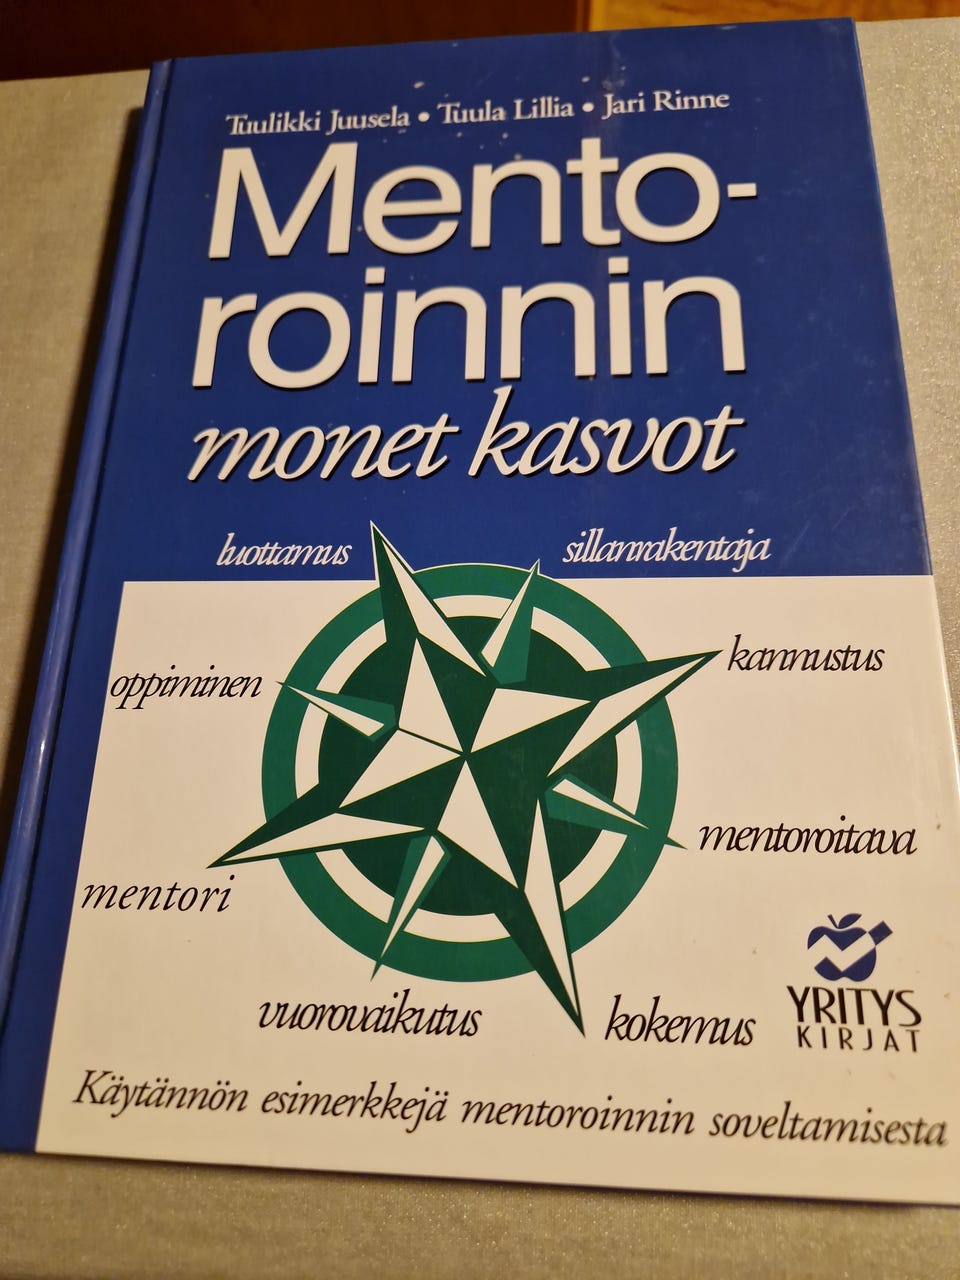 Tuulikki Juusela • Tuula Lillia • Jari Rinne
Mento-
roinnin
monet kasvot
luottamus
sillanrakentaja
oppiminen
kannustus
mentoroitava
mentori
vuorovaikutus
kokemus
YRITYS
KIRJAT
Käytännön esimerkkejä mentoroinnin soveltamisesta